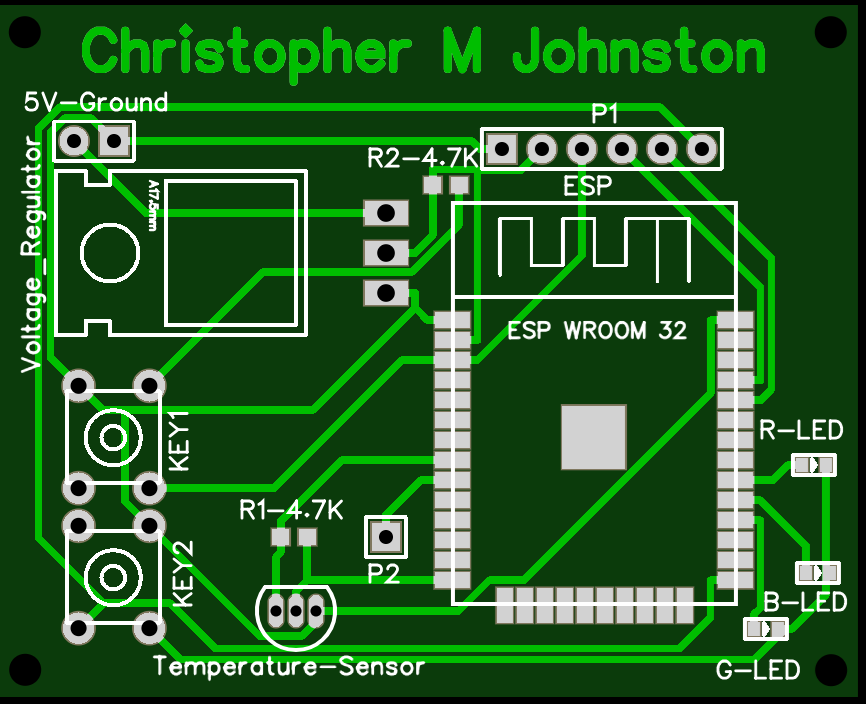 Christopher M Johnston
5V-Ground
P1
R2-4.7K
ESP
A17.5mm
Voltage_Regulator
ESP WROOM 32
KEY1
R-LED
R1-4.7K
P2
KEY2
B-LED
Temperature-Sensor
G-LED